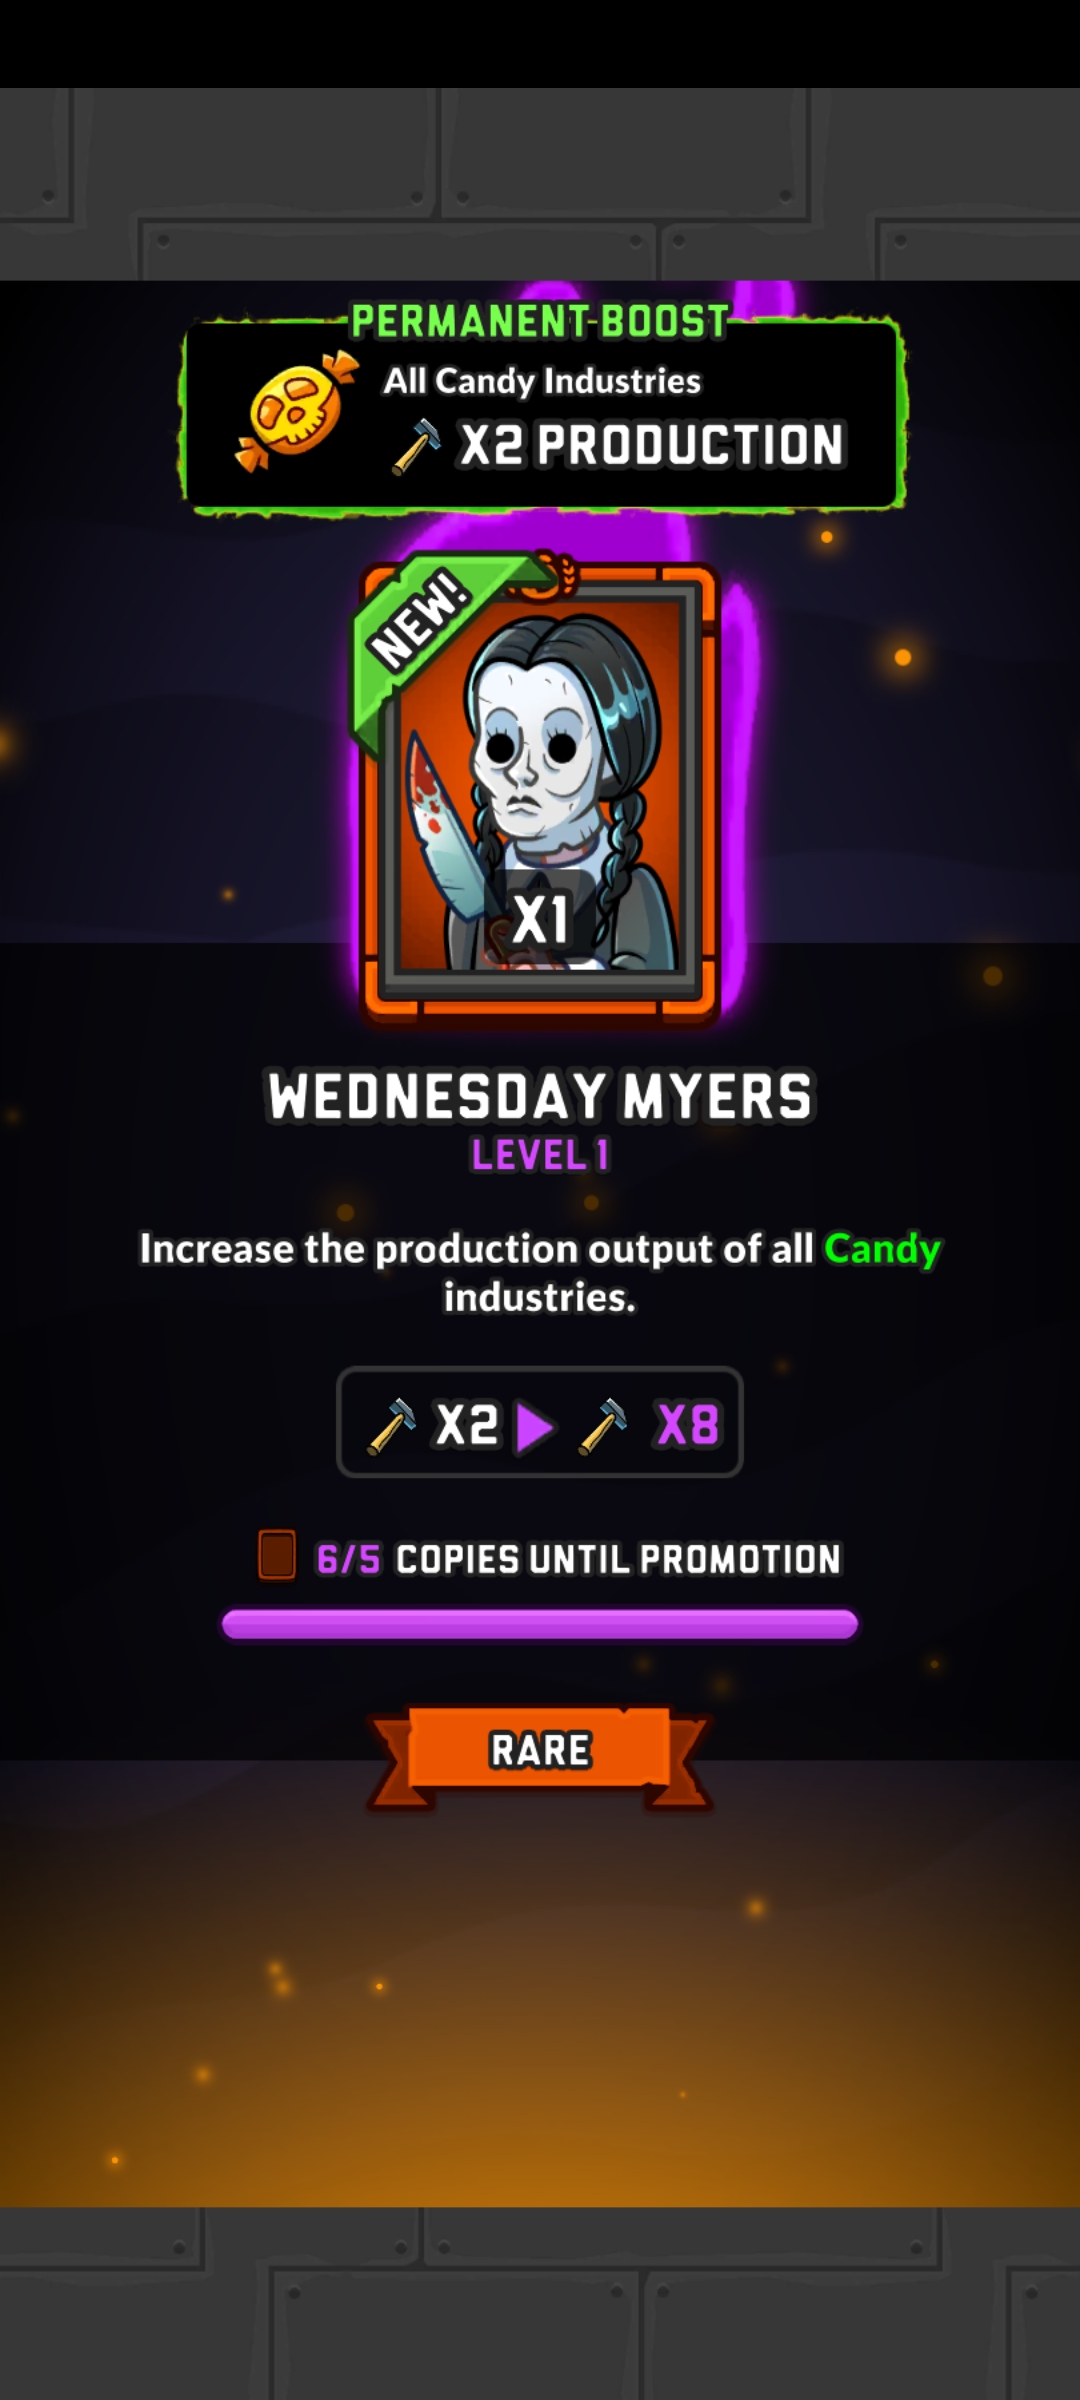 PERMANENT BOOST
All Candy Industries
X2 PRODUCTION
NEW!
X1
WEDNESDAY MYERS
LEVEL 1
Increase the production output of all Candy
industries.
X2 X8
6/5 COPIES UNTIL PROMOTION
RARE